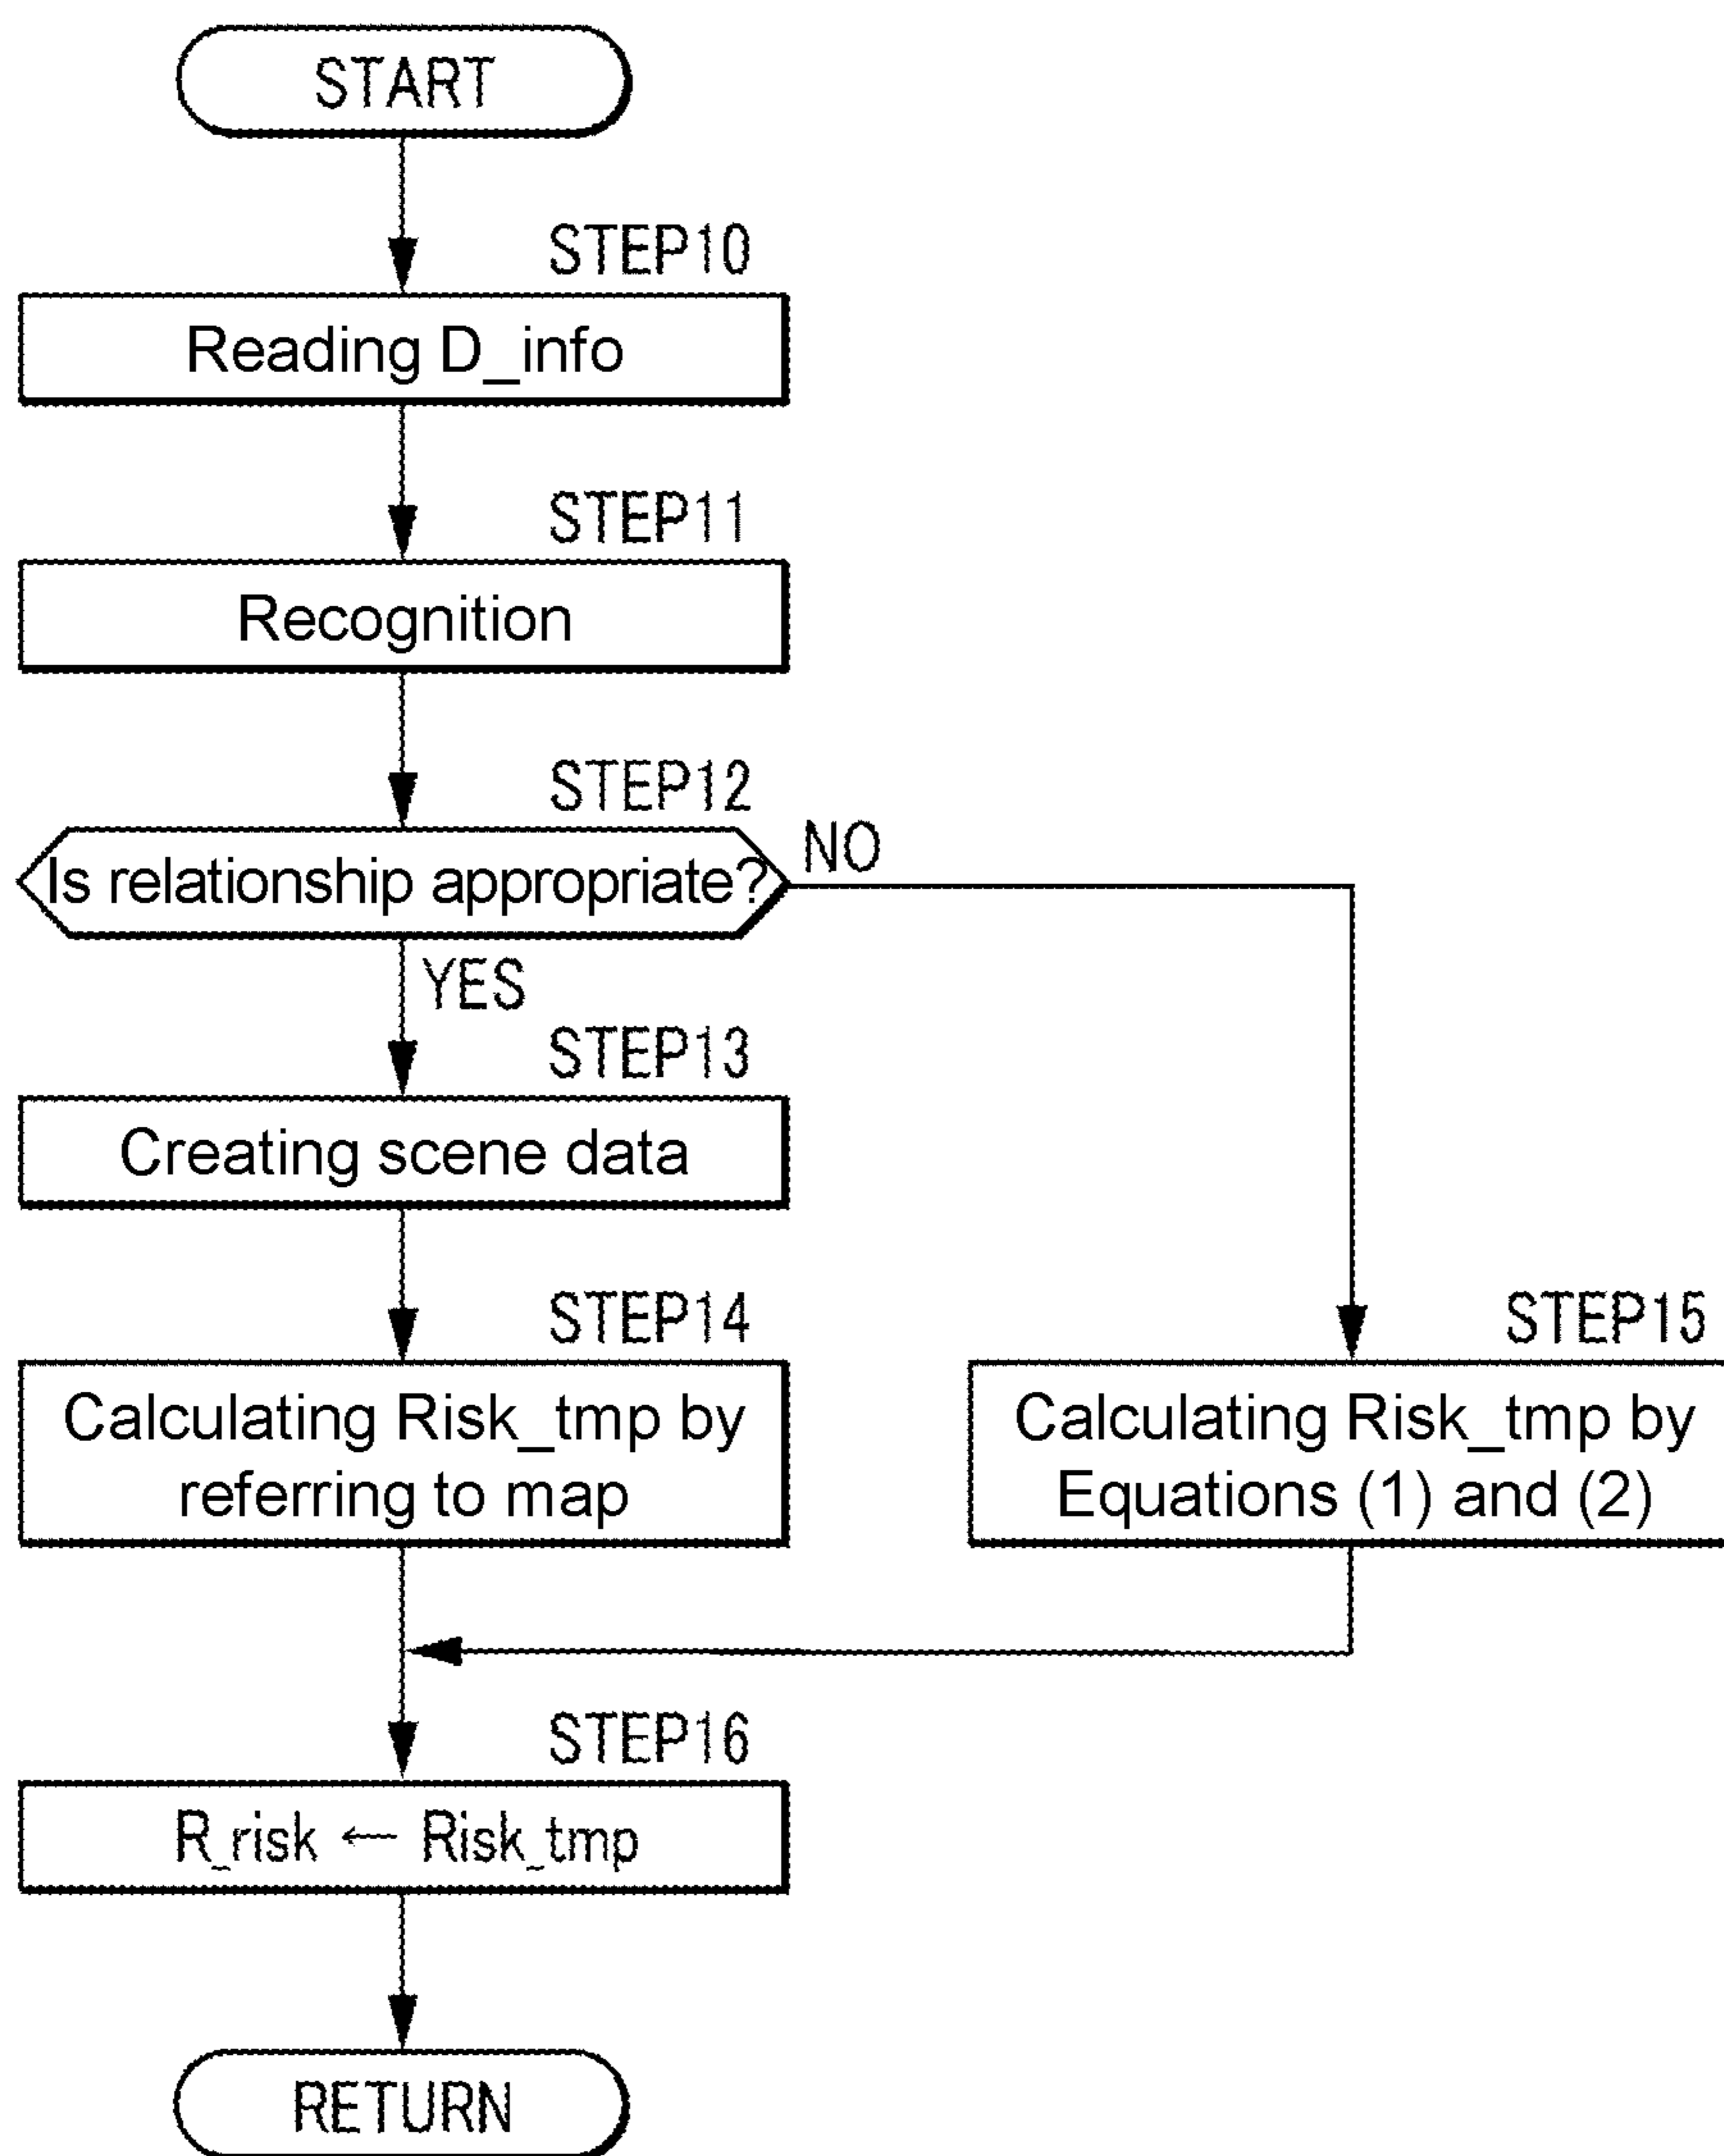 START
STEP10
Reading D_info
STEP11
Recognition
STEP12
Is relationship appropriate?
NO
YES
STEP13
Creating scene data
STEP14
Calculating Risk_tmp by
referring to map
STEP15
Calculating Risk_tmp by
Equations (1) and (2)
STEP16
R_risk ← Risk_tmp
RETURN